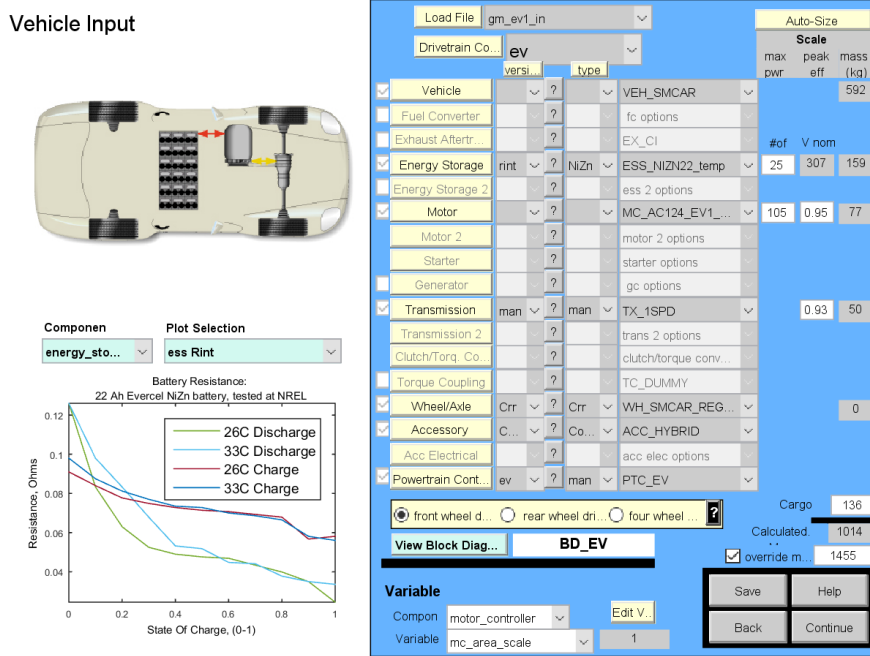 Vehicle Input
Load File gm_ev1_in
Auto-Size
Drivetrain Co... ev
Scale
max pwr peak eff mass (kg)
versi... type
Vehicle ? VEH_SMCAR 592
Fuel Converter ? fc options
Exhaust Aftertr... ? EX_CI
#of V nom
Energy Storage rint ? NiZn ESS_NIZN22_temp 25 307 159
Energy Storage 2 ? ess 2 options
Motor ? MC_AC124_EV1_... 105 0.95 77
Motor 2 ? motor 2 options
Starter ? starter options
Generator ? gc options
Transmission man ? man TX_1SPD 0.93 50
Transmission 2 ? trans 2 options
Clutch/Torq. Co... ? clutch/torque conv...
Torque Coupling ? TC_DUMMY
Wheel/Axle Crr ? Crr WH_SMCAR_REG... 0
Accessory C... ? Co... ACC_HYBRID
Acc Electrical ? acc elec options
Powertrain Cont... ev ? man PTC_EV
front wheel d... rear wheel dri... four wheel ... ?
Cargo 136
Calculated. 1014
override m... 1455
View Block Diag... BD_EV
Variable
Compon motor_controller Edit V...
Variable mc_area_scale 1
Save Help
Back Continue
Componen Plot Selection
energy_sto... ess Rint
Battery Resistance:
22 Ah Evercel NiZn battery, tested at NREL
26C Discharge
33C Discharge
26C Charge
33C Charge
Resistance, Ohms
0.12
0.1
0.08
0.06
0.04
0 0.2 0.4 0.6 0.8 1
State Of Charge, (0-1)